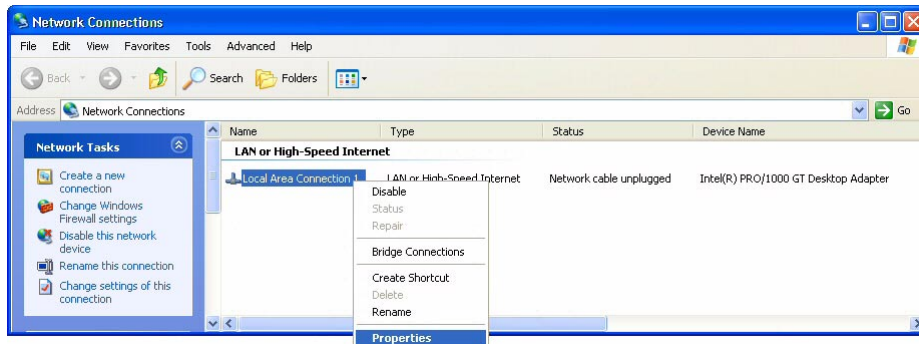 Network Connections
File Edit View Favorites Tools Advanced Help
Back Search Folders
Address Network Connections Go
Name Type Status Device Name
Network Tasks
LAN or High-Speed Internet
Local Area Connection 1 LAN or High-Speed Internet Network cable unplugged Intel(R) PRO/1000 GT Desktop Adapter
Create a new
connection
Change Windows
Firewall settings
Disable this network
device
Rename this connection
Change settings of this
connection
Disable
Status
Repair
Bridge Connections
Create Shortcut
Delete
Rename
Properties